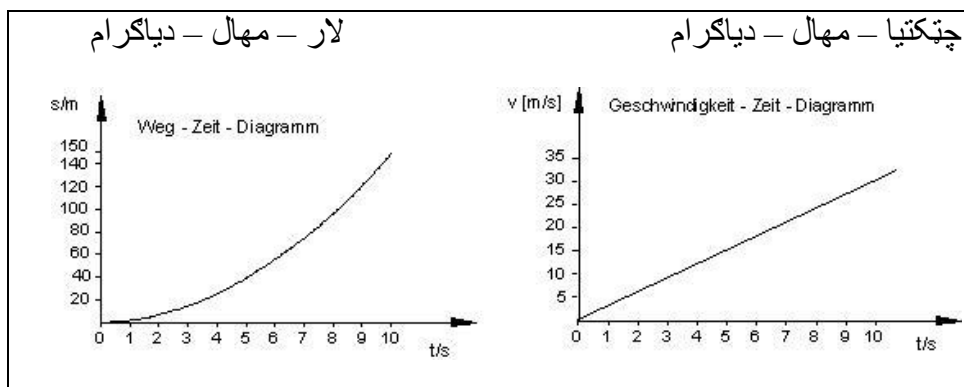 لار – مهال – دیاګرام
چټکتیا – مهال – دیاګرام
s/m
Weg - Zeit - Diagramm
150
140
120
100
80
60
40
20
0 1 2 3 4 5 6 7 8 9 10
t/s
v [m/s]
Geschwindigkeit - Zeit - Diagramm
35
30
25
20
15
10
5
0 1 2 3 4 5 6 7 8 9 10
t/s